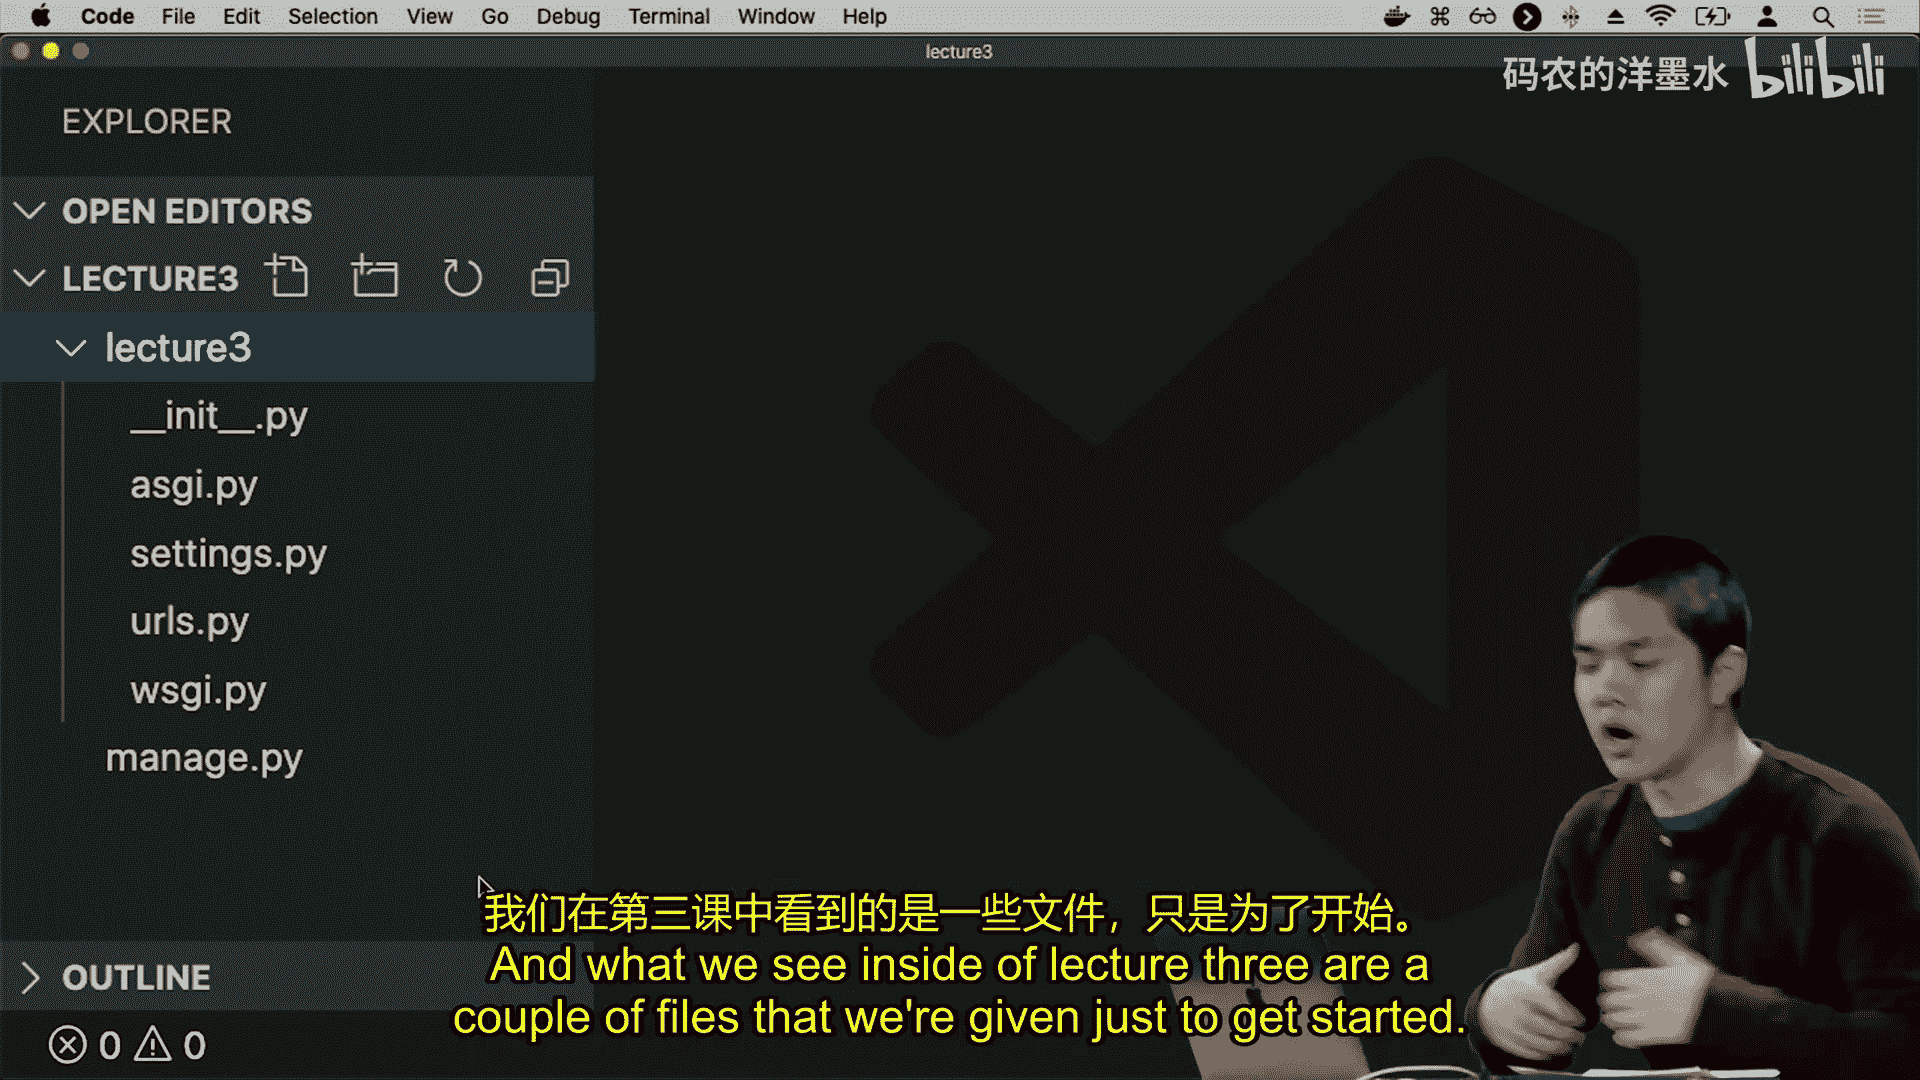 Code File Edit Selection View Go Debug Terminal Window Help
lecture3
码农的洋墨水 bilibili
EXPLORER
OPEN EDITORS
LECTURE3
lecture3
__init__.py
asgi.py
settings.py
urls.py
wsgi.py
manage.py
OUTLINE
0 0
我们在第三课中看到的是一些文件，只是为了开始。
And what we see inside of lecture three are a
couple of files that we're given just to get started.